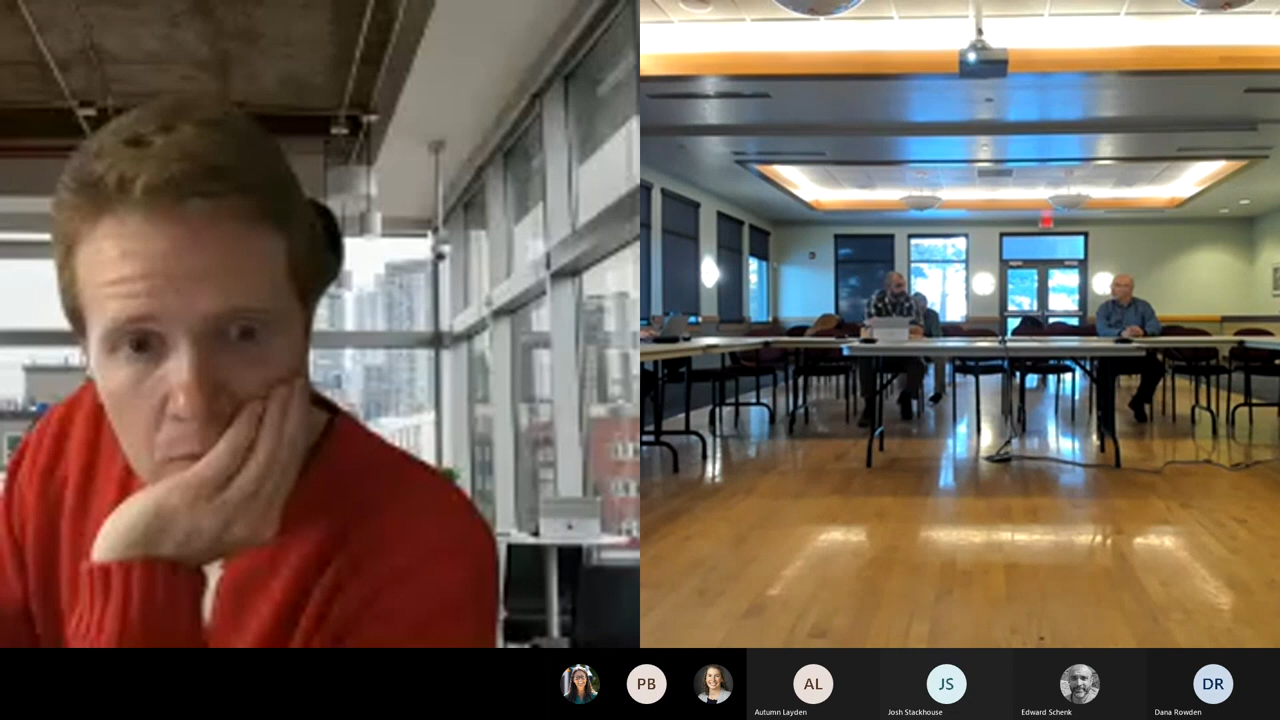 PB
AL
JS
DR
Autumn Layden
Josh Stackhouse
Edward Schenk
Dana Rowden